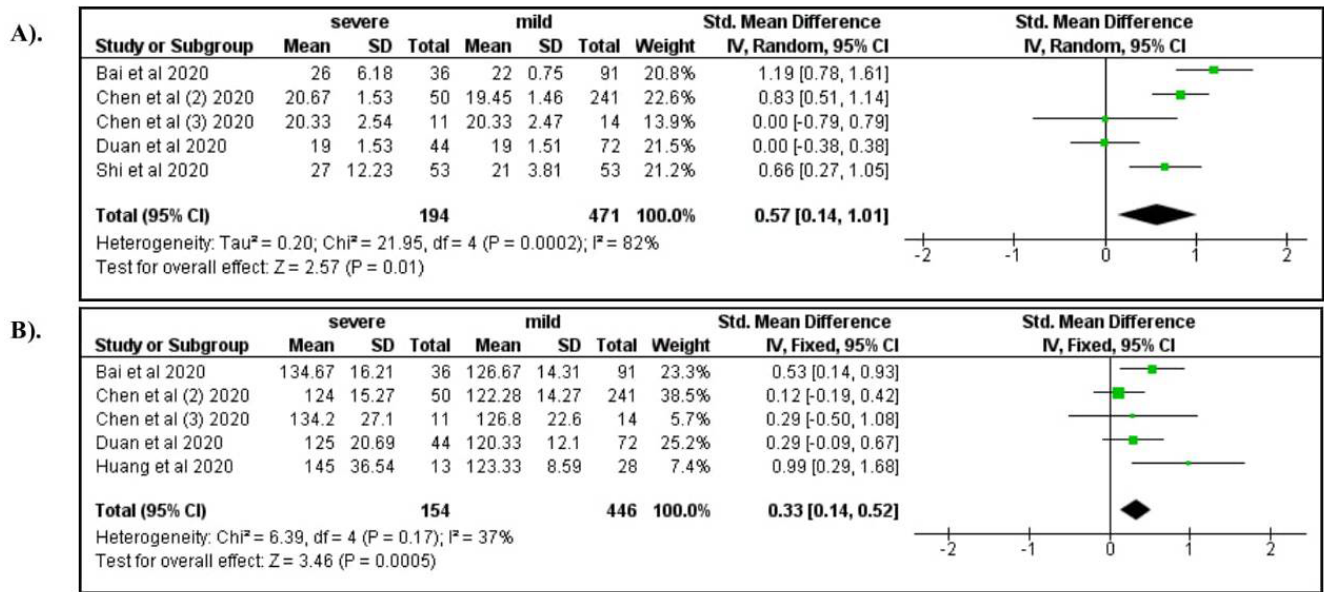 A).
severe mild Std. Mean Difference Std. Mean Difference
Study or Subgroup Mean SD Total Mean SD Total Weight IV, Random, 95% CI IV, Random, 95% CI
Bai et al 2020 26 6.18 36 22 0.75 91 20.8% 1.19 [0.78, 1.61]
Chen et al (2) 2020 20.67 1.53 50 19.45 1.46 241 22.6% 0.83 [0.51, 1.14]
Chen et al (3) 2020 20.33 2.54 11 20.33 2.47 14 13.9% 0.00 [-0.79, 0.79]
Duan et al 2020 19 1.53 44 19 1.51 72 21.5% 0.00 [-0.38, 0.38]
Shi et al 2020 27 12.23 53 21 3.81 53 21.2% 0.66 [0.27, 1.05]
Total (95% CI) 194 471 100.0% 0.57 [0.14, 1.01]
Heterogeneity: Tau² = 0.20; Chi² = 21.95, df = 4 (P = 0.0002); I² = 82%
Test for overall effect: Z = 2.57 (P = 0.01)
-2 -1 0 1 2
B).
severe mild Std. Mean Difference Std. Mean Difference
Study or Subgroup Mean SD Total Mean SD Total Weight IV, Fixed, 95% CI IV, Fixed, 95% CI
Bai et al 2020 134.67 16.21 36 126.67 14.31 91 23.3% 0.53 [0.14, 0.93]
Chen et al (2) 2020 124 15.27 50 122.28 14.27 241 38.5% 0.12 [-0.19, 0.42]
Chen et al (3) 2020 134.2 27.1 11 126.8 22.6 14 5.7% 0.29 [-0.50, 1.08]
Duan et al 2020 125 20.69 44 120.33 12.1 72 25.2% 0.29 [-0.09, 0.67]
Huang et al 2020 145 36.54 13 123.33 8.59 28 7.4% 0.99 [0.29, 1.68]
Total (95% CI) 154 446 100.0% 0.33 [0.14, 0.52]
Heterogeneity: Chi² = 6.39, df = 4 (P = 0.17); I² = 37%
Test for overall effect: Z = 3.46 (P = 0.0005)
-2 -1 0 1 2